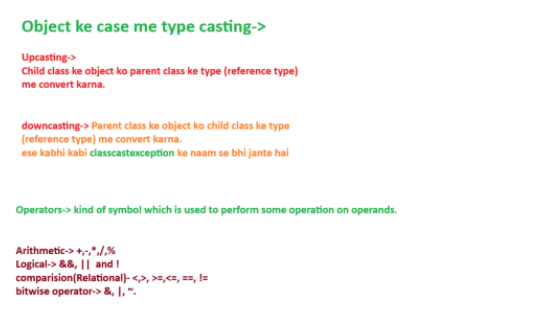 Object ke case me type casting->
Upcasting->
Child class ke object ko parent class ke type (reference type)
me convert karna.
downcasting-> Parent class ke object ko child class ke type
(reference type) me convert karna.
ese kabhi kabi classcastexception ke naam se bhi jante hai
Operators-> kind of symbol which is used to perform some operation on operands.
Arithmetic-> +,-,*,/,%
Logical-> &&, || and !
comparision(Relational)- <,>, >=,<=, ==, !=
bitwise operator-> &, |, ~.